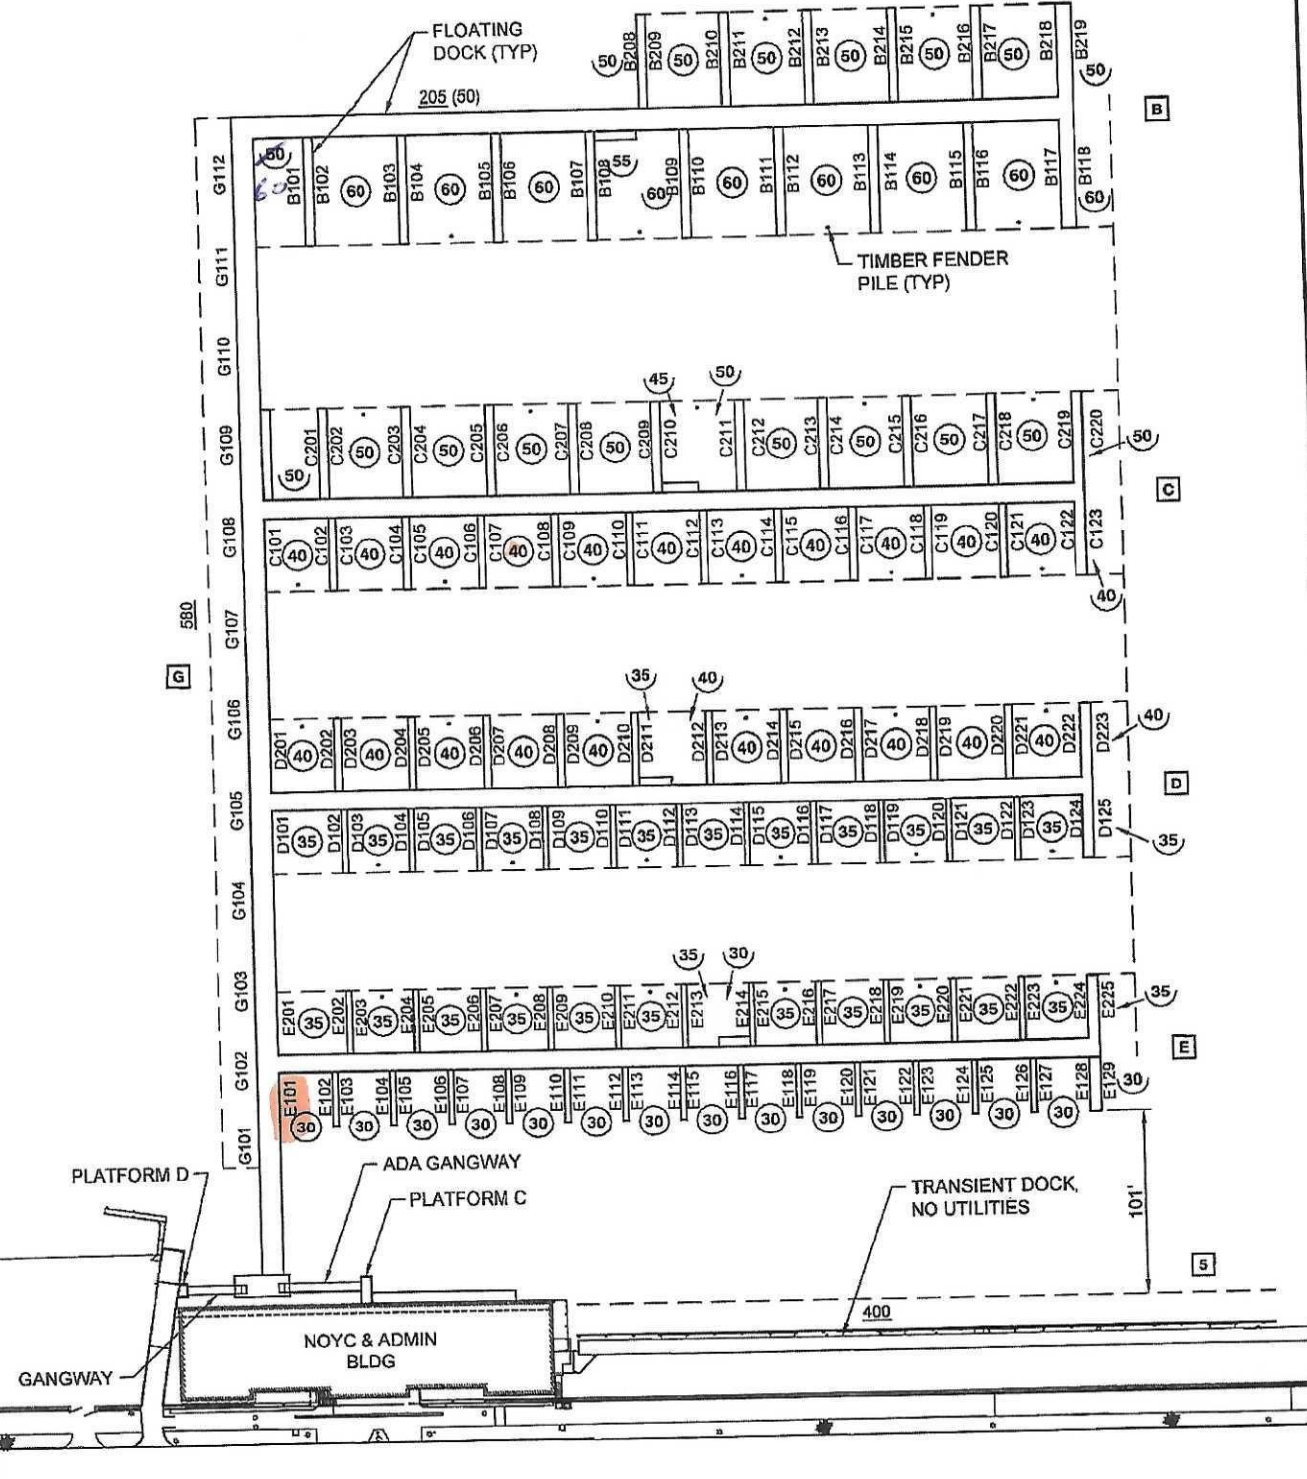 FLOATING
DOCK (TYP)
205 (50)
B208 B209 B210 B211 B212 B213 B214 B215 B216 B217 B218 B219
50 50 50 50 50 50 50
B
50
60
B101 B102 B103 B104 B105 B106 B107 B108 B109 B110 B111 B112 B113 B114 B115 B116 B117 B118
60 60 60 55 60 60 60 60 60 60
TIMBER FENDER
PILE (TYP)
G112
G111
G110
G109
G108
G107
G106
G105
G104
G103
G102
G101
580
G
45 50
C201 C202 C203 C204 C205 C206 C207 C208 C209 C210 C211 C212 C213 C214 C215 C216 C217 C218 C219 C220
50 50 50 50 50 50 50 50 50 50
C
C101 C102 C103 C104 C105 C106 C107 C108 C109 C110 C111 C112 C113 C114 C115 C116 C117 C118 C119 C120 C121 C122 C123
40 40 40 40 40 40 40 40 40 40 40
40
35 40
D201 D202 D203 D204 D205 D206 D207 D208 D209 D210 D211 D212 D213 D214 D215 D216 D217 D218 D219 D220 D221 D222 D223
40 40 40 40 40 40 40 40 40 40 40
D
D101 D102 D103 D104 D105 D106 D107 D108 D109 D110 D111 D112 D113 D114 D115 D116 D117 D118 D119 D120 D121 D122 D123 D124 D125
35 35 35 35 35 35 35 35 35 35 35 35 35
35 30
E201 E202 E203 E204 E205 E206 E207 E208 E209 E210 E211 E212 E213 E214 E215 E216 E217 E218 E219 E220 E221 E222 E223 E224 E225
35 35 35 35 35 35 35 35 35 35 35 35
E
E101 E102 E103 E104 E105 E106 E107 E108 E109 E110 E111 E112 E113 E114 E115 E116 E117 E118 E119 E120 E121 E122 E123 E124 E125 E126 E127 E128 E129
30 30 30 30 30 30 30 30 30 30 30 30 30 30 30
PLATFORM D
ADA GANGWAY
PLATFORM C
TRANSIENT DOCK,
NO UTILITIES
101'
5
400
NOYC & ADMIN
BLDG
GANGWAY